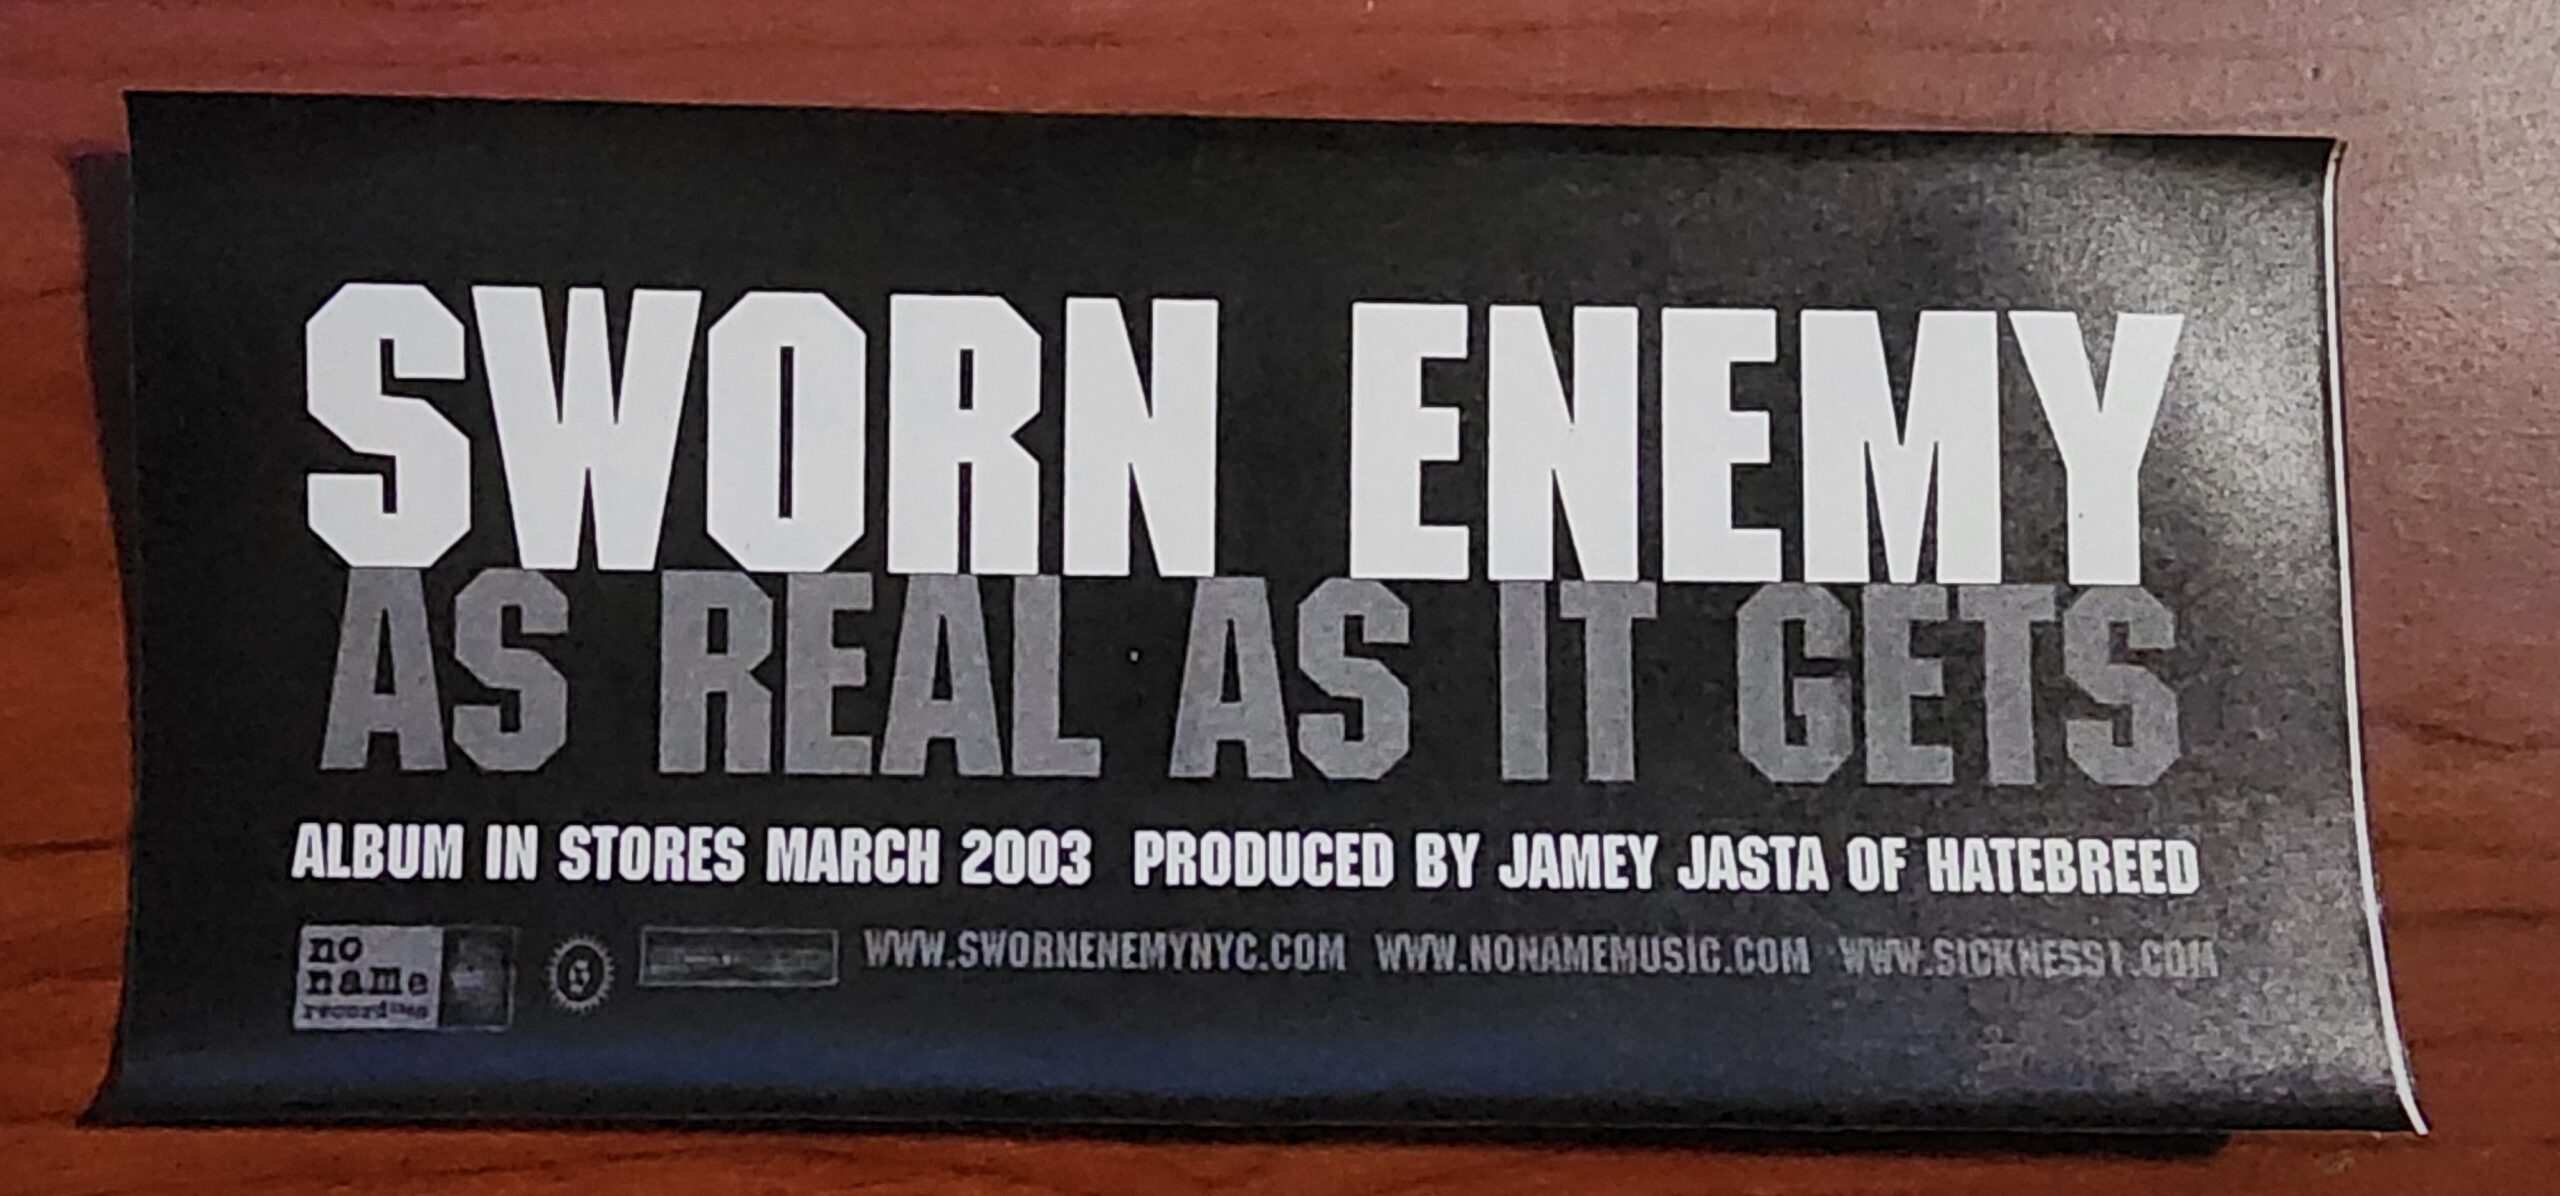 SWORN ENEMY
AS REAL AS IT GETS
ALBUM IN STORES MARCH 2003 PRODUCED BY JAMEY JASTA OF HATEBREED
no
name
recordings
WWW.SWORNENEMYNYC.COM WWW.NONAMEMUSIC.COM WWW.SICKNESS1.COM